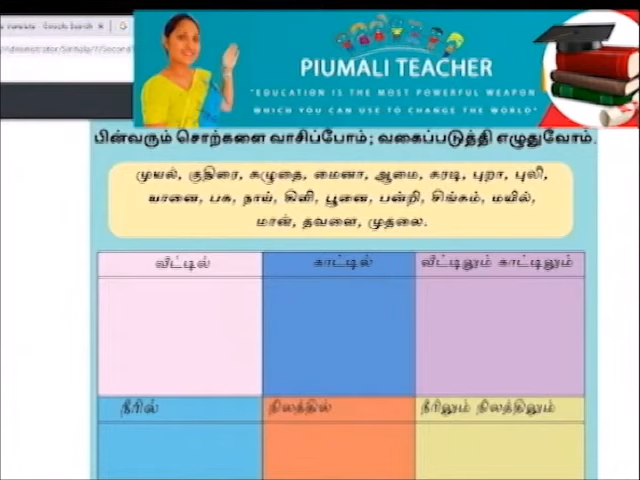 PIUMALI TEACHER
"EDUCATION IS THE MOST POWERFUL WEAPON
WHICH YOU CAN USE TO CHANGE THE WORLD"
பின்வரும் சொற்களை வாசிப்போம்; வகைப்படுத்தி எழுதுவோம்.
முயல், குதிரை, கழுதை, மைனா, ஆமை, கரடி, புறா, புலி,
யானை, பசு, நாய், கிளி, பூனை, பன்றி, சிங்கம், மயில்,
மான், தவளை, முதலை.
வீட்டில் காட்டில் வீட்டிலும் காட்டிலும்
நீரில் நிலத்தில் நீரிலும் நிலத்திலும்